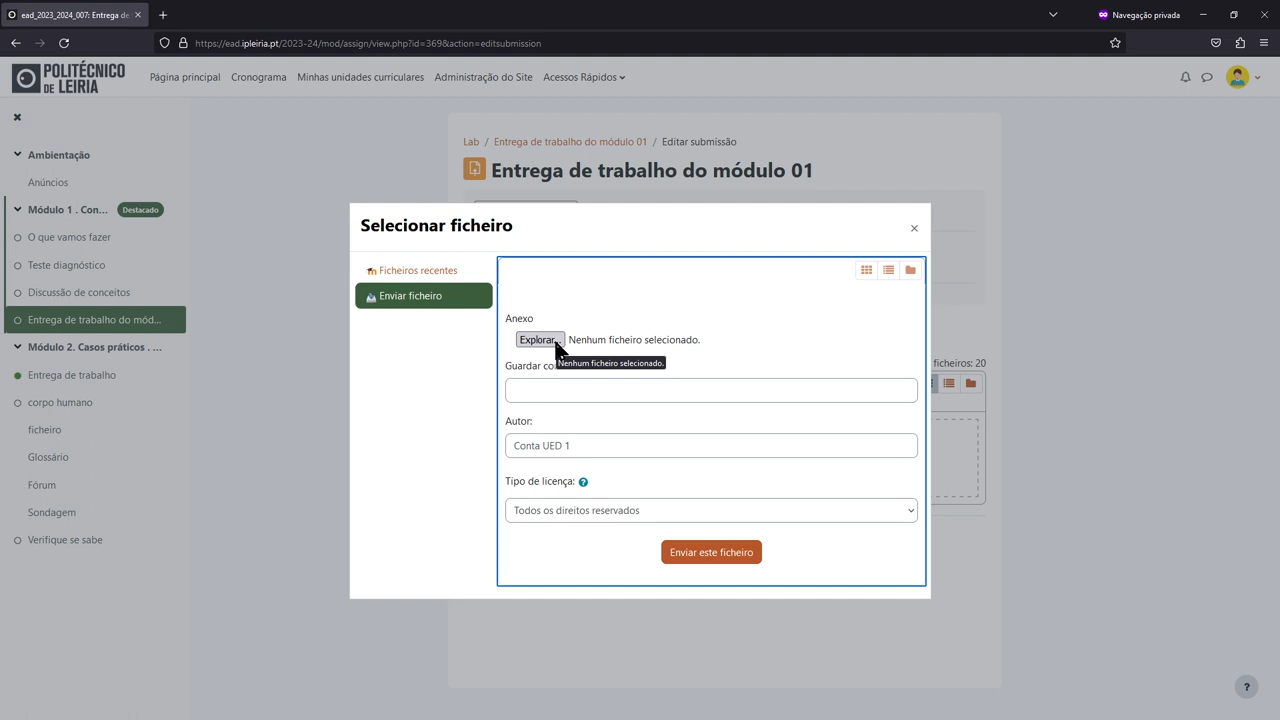 ead_2023_2024_007: Entrega de
Navegação privada
https://ead.ipleiria.pt/2023-24/mod/assign/view.php?id=369&action=editsubmission
POLITÉCNICO
DE LEIRIA
Página principal
Cronograma
Minhas unidades curriculares
Administração do Site
Acessos Rápidos
Ambientação
Anúncios
Módulo 1 . Con...
Destacado
O que vamos fazer
Teste diagnóstico
Discussão de conceitos
Entrega de trabalho do mód...
Módulo 2. Casos práticos . ...
Entrega de trabalho
corpo humano
ficheiro
Glossário
Fórum
Sondagem
Verifique se sabe
Lab / Entrega de trabalho do módulo 01 / Editar submissão
Entrega de trabalho do módulo 01
Selecionar ficheiro
×
Ficheiros recentes
Enviar ficheiro
Anexo
Explorar... Nenhum ficheiro selecionado.
Nenhum ficheiro selecionado.
Guardar
Autor:
Conta UED 1
Tipo de licença: ?
Todos os direitos reservados
Enviar este ficheiro
ficheiros: 20
?